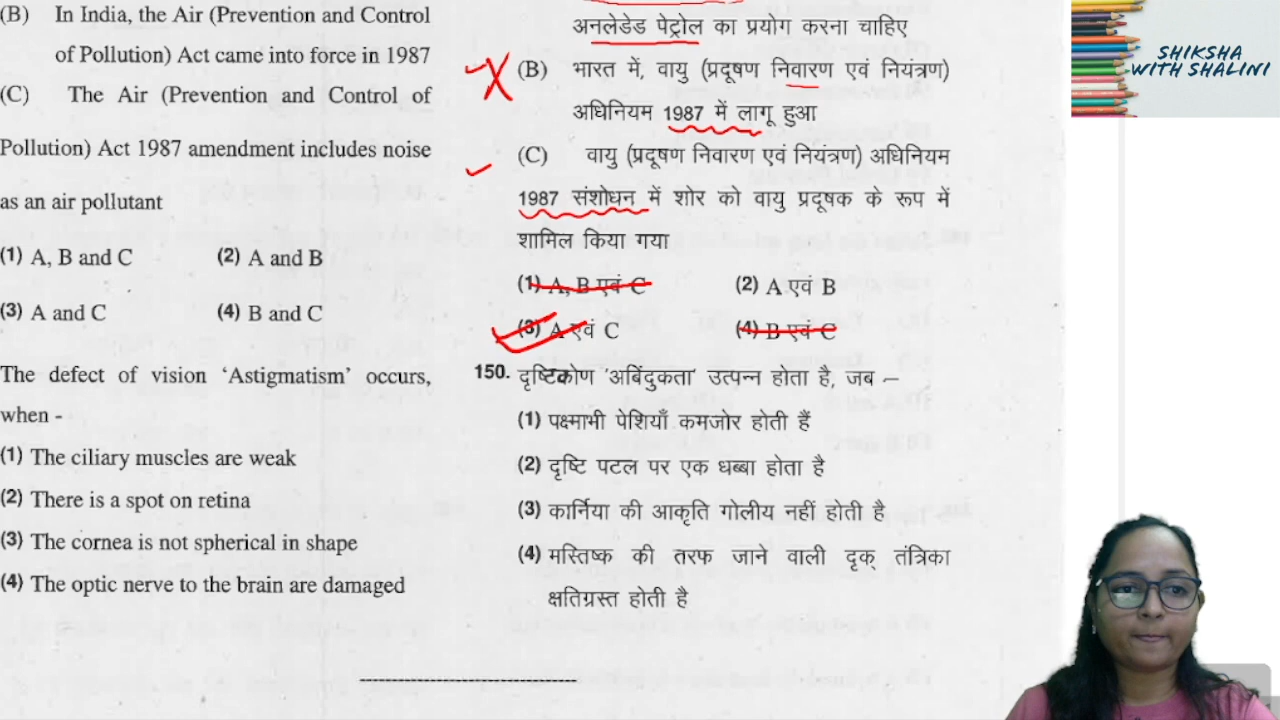 (B) In India, the Air (Prevention and Control
of Pollution) Act came into force in 1987
(C) The Air (Prevention and Control of
Pollution) Act 1987 amendment includes noise
as an air pollutant
(1) A, B and C (2) A and B
(3) A and C (4) B and C
The defect of vision ‘Astigmatism’ occurs,
when -
(1) The ciliary muscles are weak
(2) There is a spot on retina
(3) The cornea is not spherical in shape
(4) The optic nerve to the brain are damaged
अनलेडेड पेट्रोल का प्रयोग करना चाहिए
(B) भारत में, वायु (प्रदूषण निवारण एवं नियंत्रण)
अधिनियम 1987 में लागू हुआ
(C) वायु (प्रदूषण निवारण एवं नियंत्रण) अधिनियम
1987 संशोधन में शोर को वायु प्रदूषक के रूप में
शामिल किया गया
(1) A, B एवं C (2) A एवं B
(3) A एवं C (4) B एवं C
150. दृष्टिकोण ‘अबिंदुकता’ उत्पन्न होता है, जब –
(1) पक्ष्माभी पेशियाँ कमजोर होती हैं
(2) दृष्टि पटल पर एक धब्बा होता है
(3) कार्निया की आकृति गोलीय नहीं होती है
(4) मस्तिष्क की तरफ जाने वाली दृक् तंत्रिका
क्षतिग्रस्त होती है
SHIKSHA
WITH SHALINI